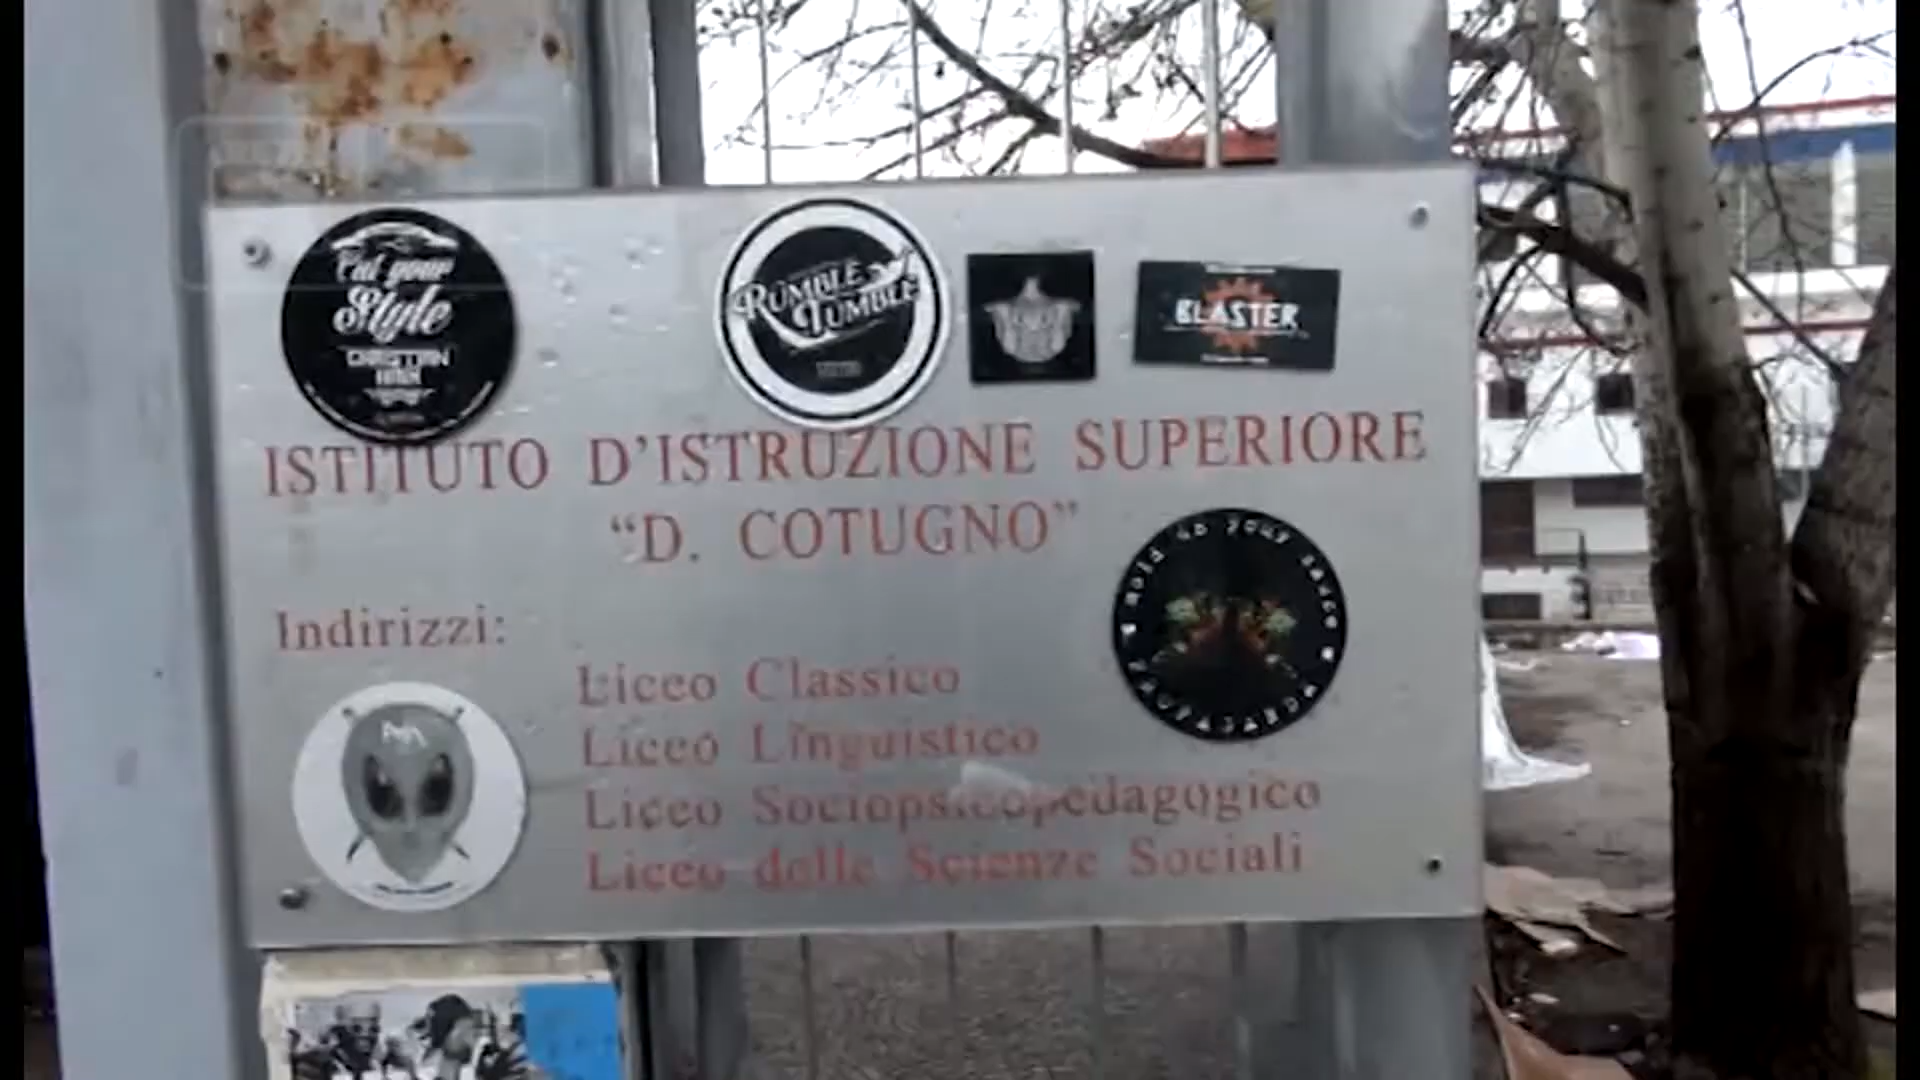 Cut your
Style
CHRISTIAN
RUMBLE
TUMBLE
BLASTER
ISTITUTO D'ISTRUZIONE SUPERIORE
“D. COTUGNO”
Indirizzi:
Liceo Classico
Liceo Linguistico
Liceo Sociopsicopedagogico
Liceo delle Scienze Sociali